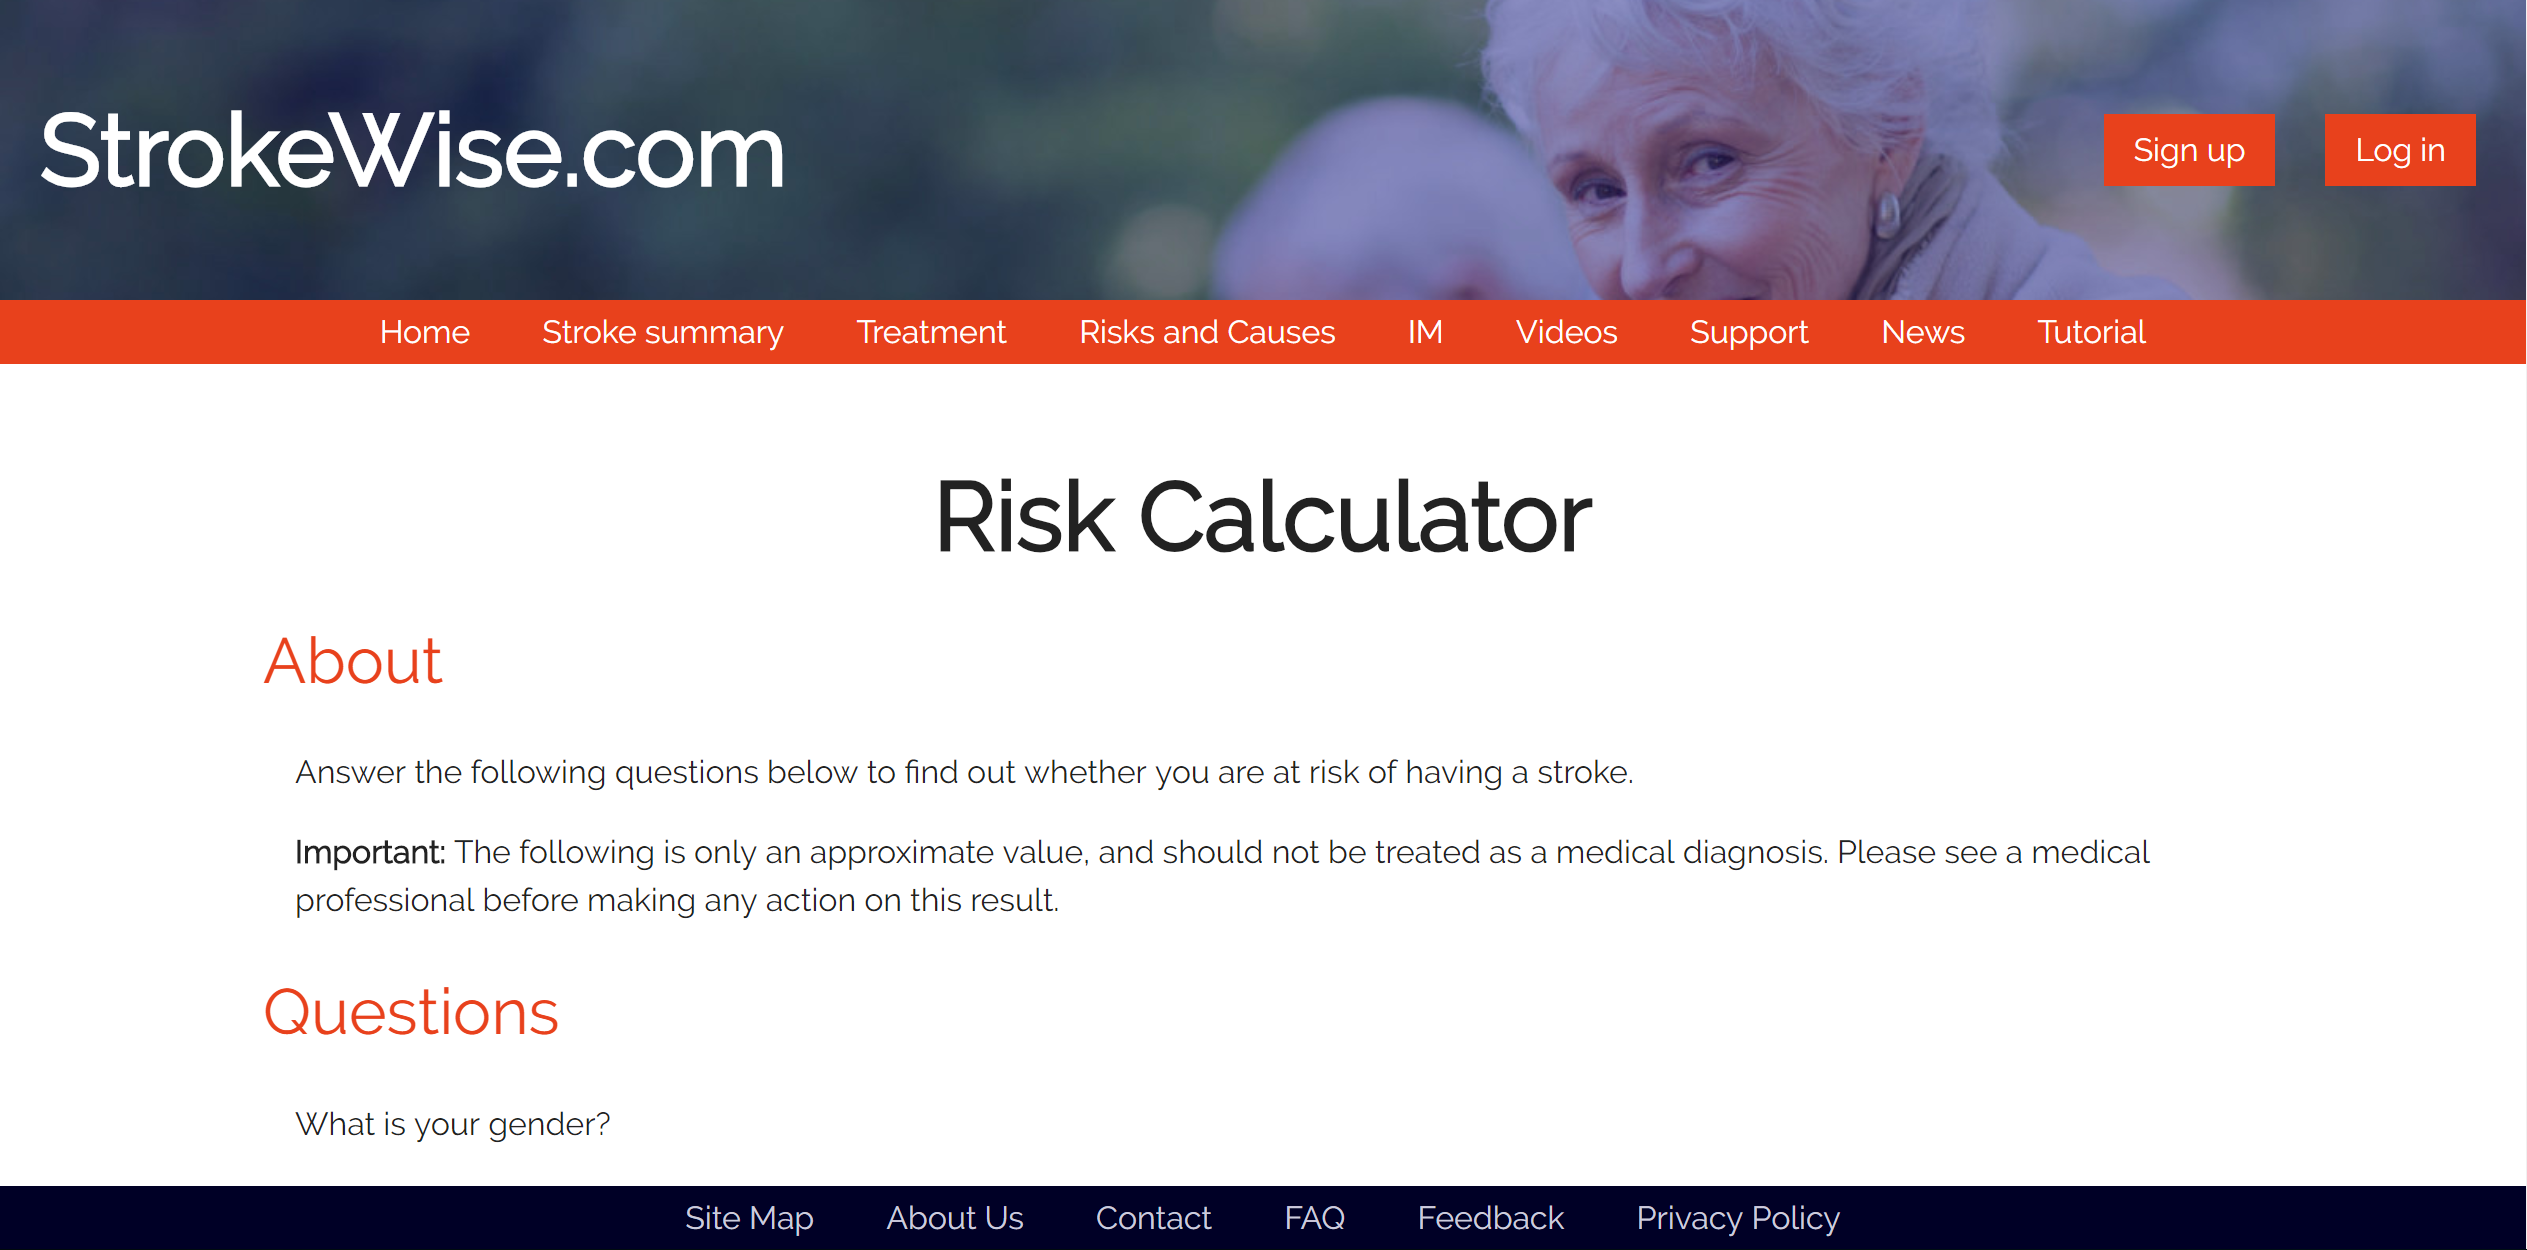 StrokeWise.com
Sign up
Log in
Home
Stroke summary
Treatment
Risks and Causes
IM
Videos
Support
News
Tutorial
Risk Calculator
About
Answer the following questions below to find out whether you are at risk of having a stroke.
Important: The following is only an approximate value, and should not be treated as a medical diagnosis. Please see a medical
professional before making any action on this result.
Questions
What is your gender?
Site Map
About Us
Contact
FAQ
Feedback
Privacy Policy